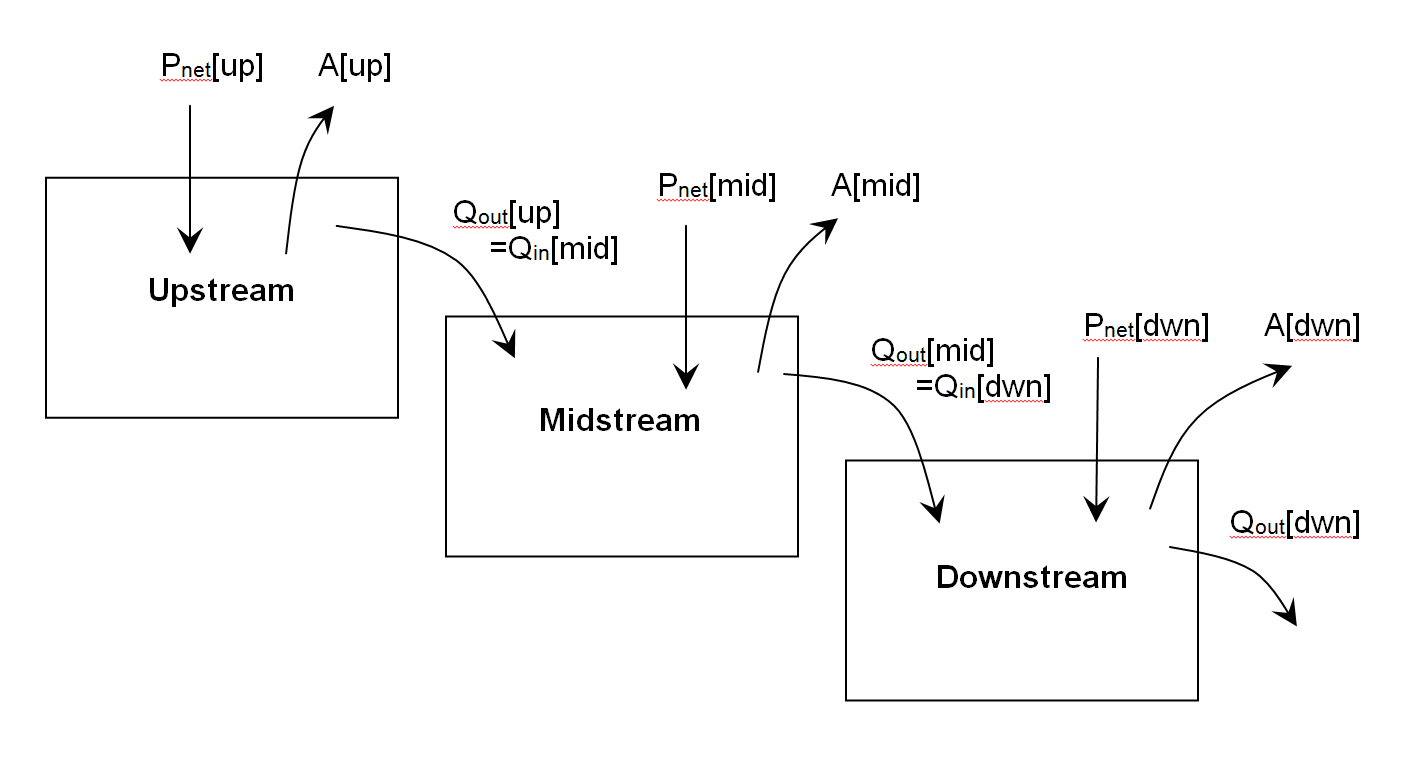 Pnet[up] A[up]
Qout[up]
=Qin[mid]
Upstream
Pnet[mid] A[mid]
Qout[mid]
=Qin[dwn]
Midstream
Pnet[dwn] A[dwn]
Qout[dwn]
Downstream